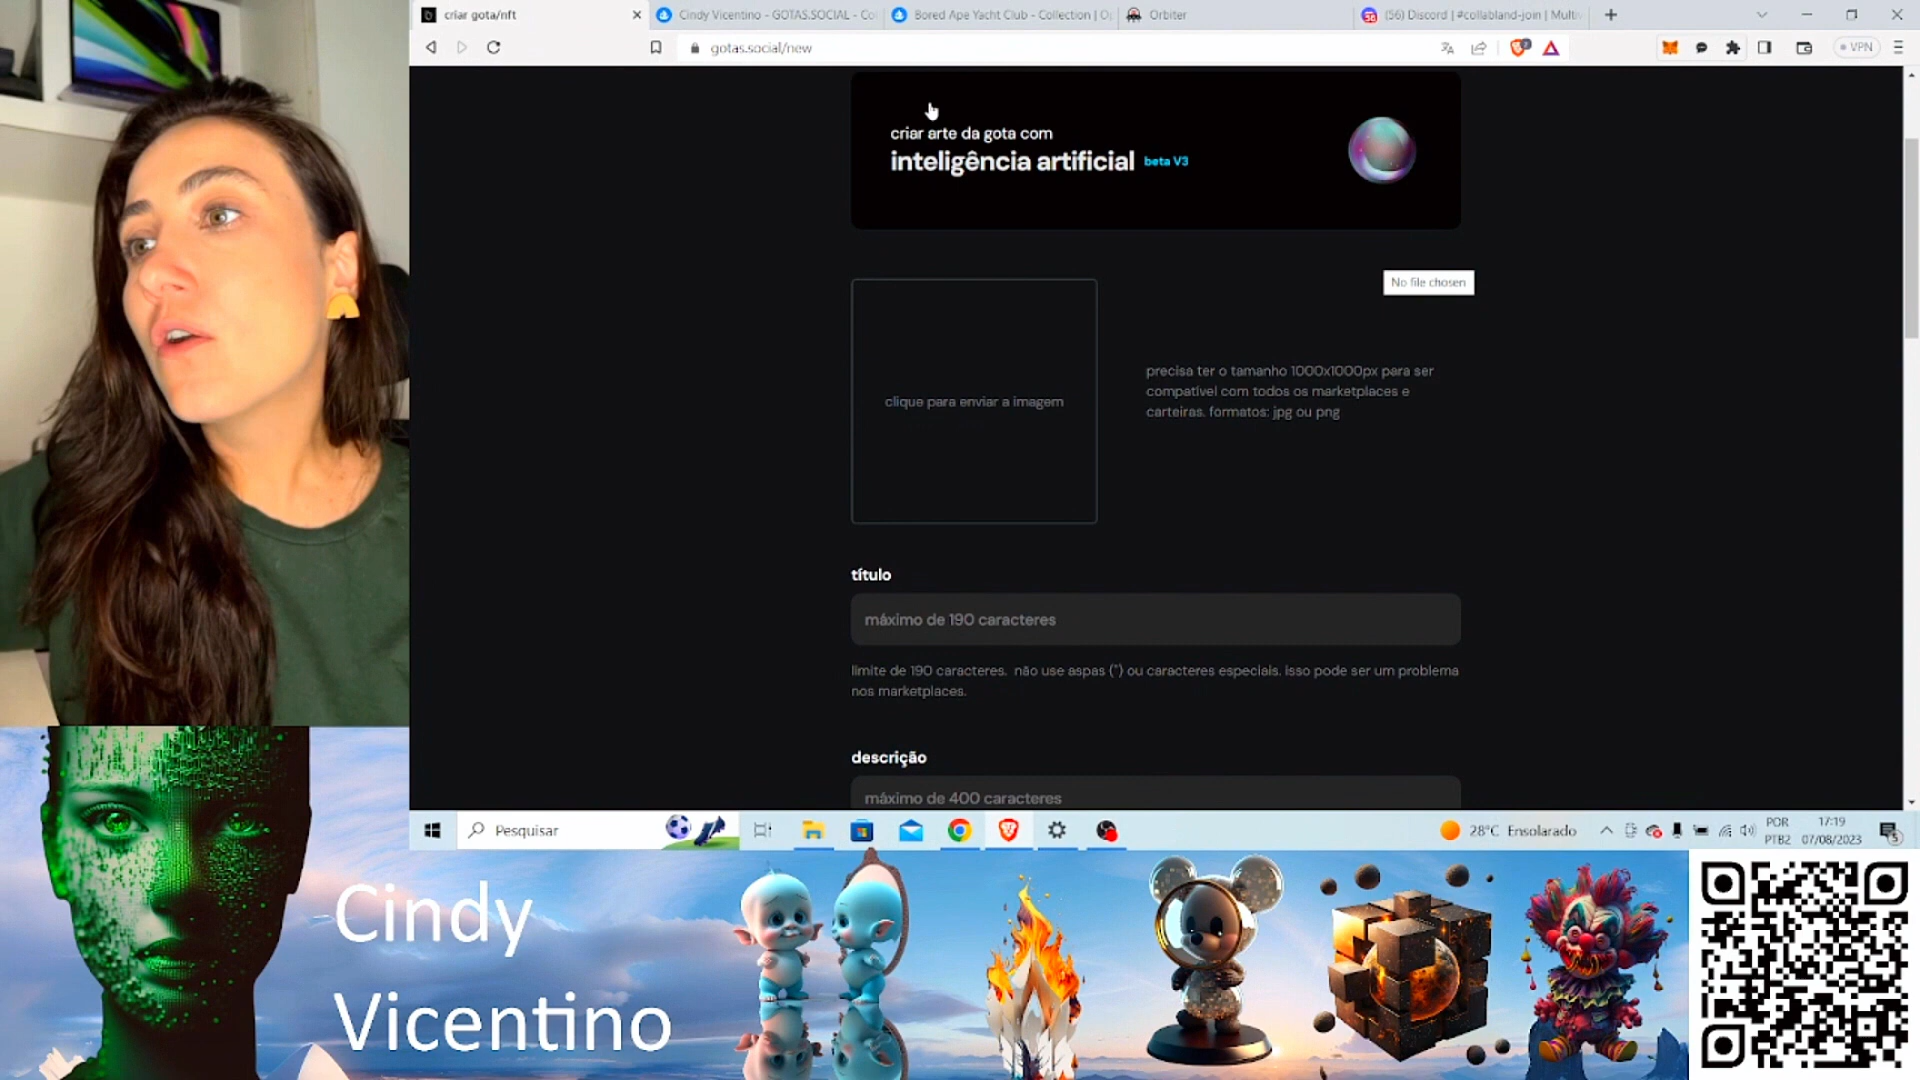 criar gota/nft
Cindy Vicentino - GOTAS.SOCIAL - Co
Bored Ape Yacht Club - Collection | O
Orbiter
(56) Discord | #collabland-join | Multiv
gotas.social/new
VPN
criar arte da gota com
inteligência artificial beta V3
No file chosen
clique para enviar a imagem
precisa ter o tamanho 1000x1000px para ser
compatível com todos os marketplaces e
carteiras. formatos: jpg ou png
título
máximo de 190 caracteres
limite de 190 caracteres. não use aspas (") ou caracteres especiais. isso pode ser um problema
nos marketplaces.
descrição
máximo de 400 caracteres
Pesquisar
28°C Ensolarado
POR
PTB2
17:19
07/08/2023
Cindy
Vicentino